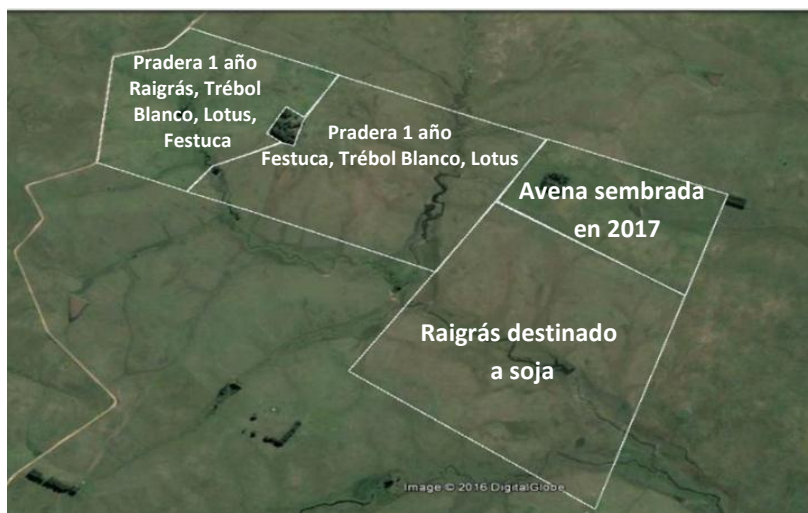 Pradera 1 año
Raigrás, Trébol
Blanco, Lotus,
Festuca
Pradera 1 año
Festuca, Trébol Blanco, Lotus
Avena sembrada
en 2017
Raigrás destinado
a soja
Image © 2016 DigitalGlobe